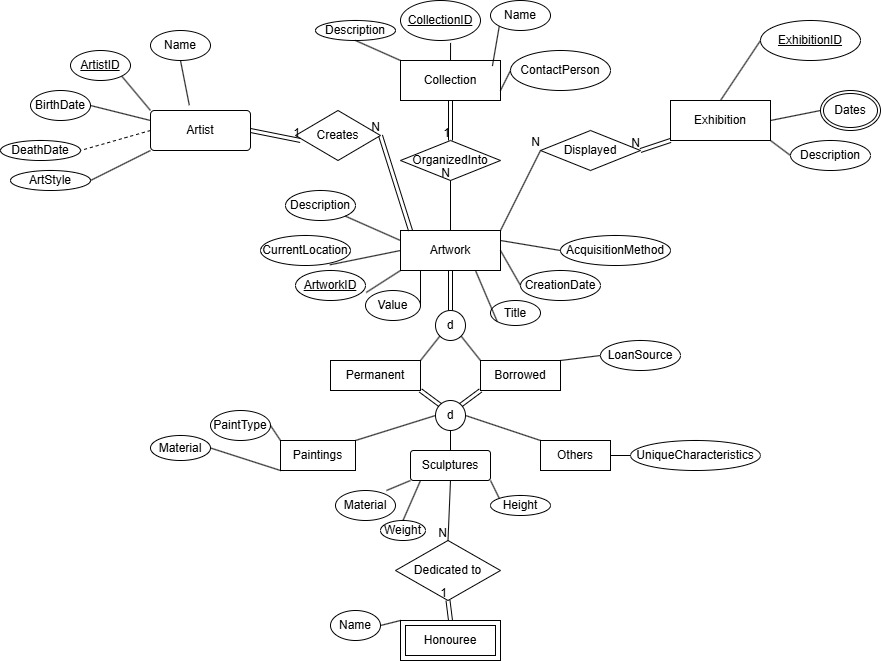 CollectionID
Name
Description
Name
ExhibitionID
ArtistID
Collection
ContactPerson
BirthDate
Dates
Artist
1
Creates
N
1
Exhibition
DeathDate
N
Displayed
N
Description
OrganizedInto
N
ArtStyle
Description
CurrentLocation
Artwork
AcquisitionMethod
ArtworkID
CreationDate
Value
Title
d
LoanSource
Permanent
Borrowed
d
PaintType
Material
Paintings
Sculptures
Others
UniqueCharacteristics
Material
Height
Weight
N
Dedicated to
1
Name
Honouree